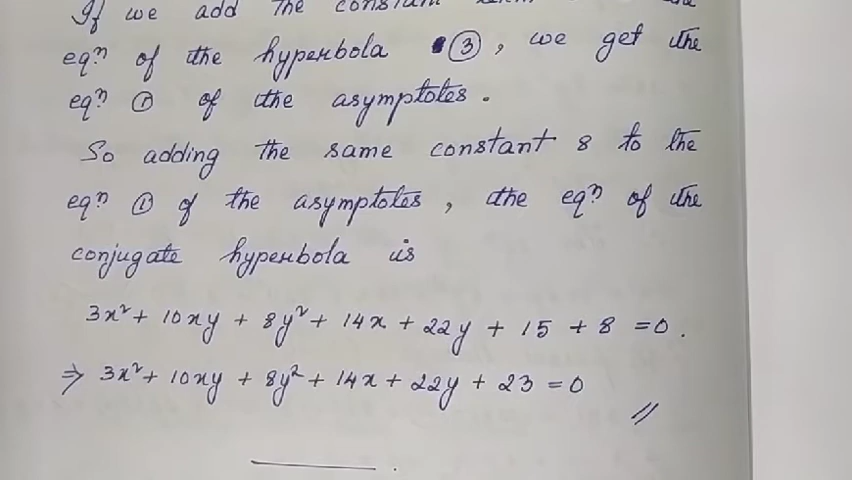 If we add the constant
eqn of the hyperbola ③, we get the
eqn ① of the asymptotes.
So adding the same constant 8 to the
eqn ① of the asymptotes, the eqn of the
conjugate hyperbola is
3x² + 10xy + 8y² + 14x + 22y + 15 + 8 = 0.
⇒ 3x² + 10xy + 8y² + 14x + 22y + 23 = 0 //